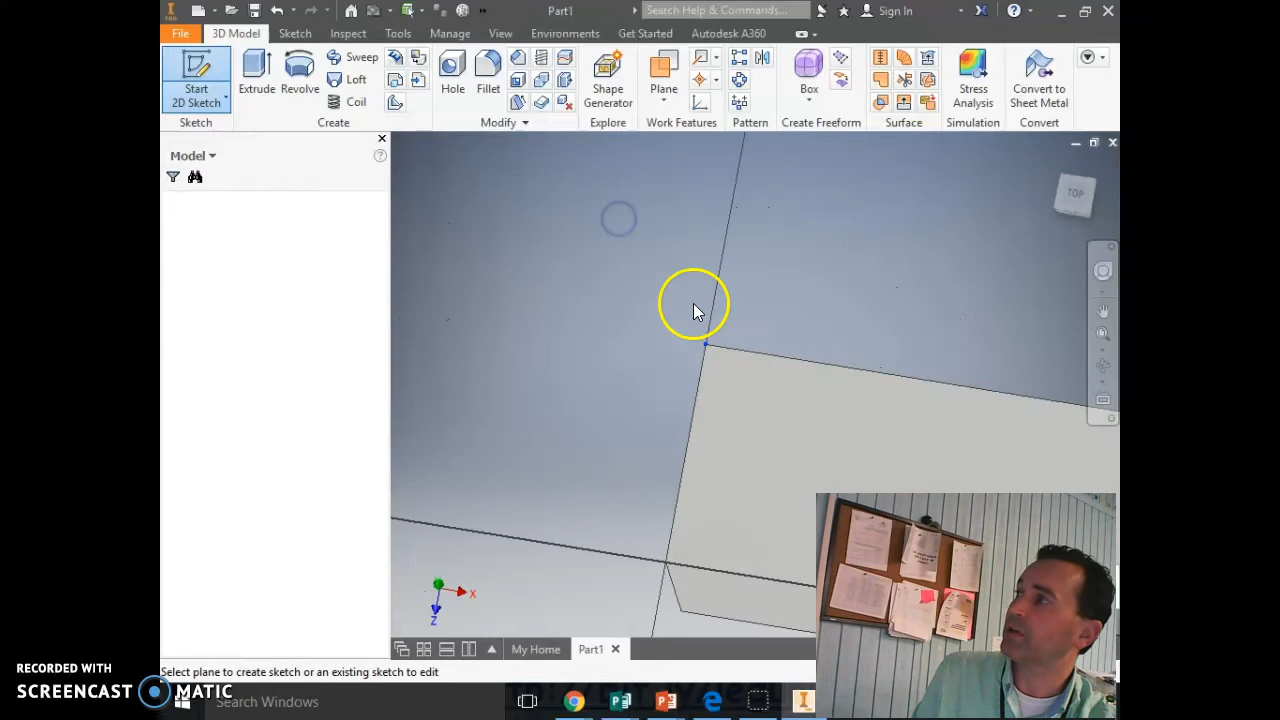 Part1
Search Help & Commands...
Sign In
File
3D Model
Sketch
Inspect
Tools
Manage
View
Environments
Get Started
Autodesk A360
Start
2D Sketch
Extrude
Revolve
Sweep
Loft
Coil
Hole
Fillet
Shape
Generator
Plane
Box
Stress
Analysis
Convert to
Sheet Metal
Sketch
Create
Modify
Explore
Work Features
Pattern
Create Freeform
Surface
Simulation
Convert
Model
TOP
X
Z
My Home
Part1
Select plane to create sketch or an existing sketch to edit
RECORDED WITH
SCREENCAST MATIC
Search Windows